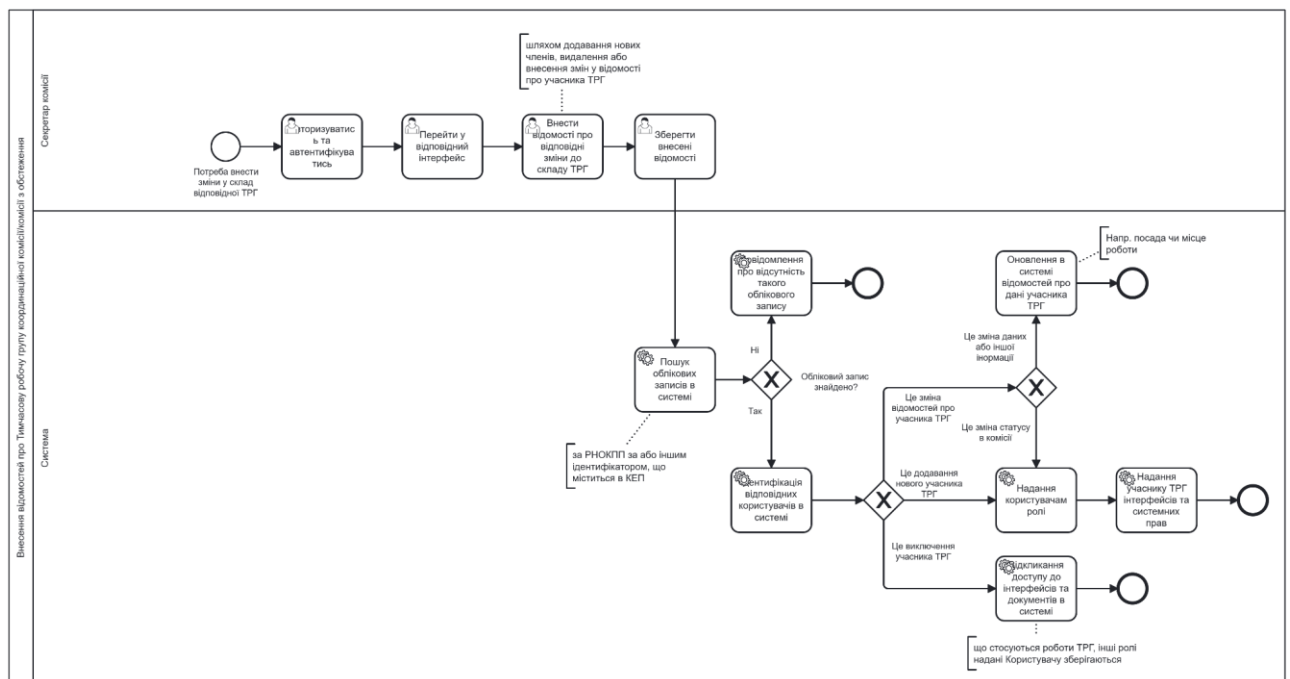 Внесення відомостей про Тимчасову робочу групу координаційної комісії/комісії з обстеження
Секретар комісії
шляхом додавання нових
членів, видалення або
внесення змін у відомості
про учасника ТРГ
Потреба внести
зміни у склад
відповідної ТРГ
торизуватис
ь та
автентифікува
тись
Перейти у
відповідний
інтерфейс
Внести
відомості про
відповідні
зміни до
складу ТРГ
Зберегти
внесені
відомості
Система
Пошук
облікових
записів в
системі
за РНОКПП за або іншим
ідентифікатором, що
міститься в КЕП
Обліковий запис
знайдено?
Ні
овідомлення
про відсутність
такого
облікового
запису
Так
дентифікація
відповідних
користувачів в
системі
Це зміна
відомостей про
учасника ТРГ
Це зміна даних
або іншої
інормації
Оновлення в
системі
відомостей про
дані учасника
ТРГ
Напр. посада чи місце
роботи
Це зміна статусу
в комісії
Це додавання
нового учасника
ТРГ
Надання
користувачам
ролі
Надання
учаснику ТРГ
інтерфейсів та
системних
прав
Це виключення
учасника ТРГ
ідкликання
доступу до
інтерфейсів та
документів в
системі
що стосуються роботи ТРГ, інші ролі
надані Користувачу зберігаються